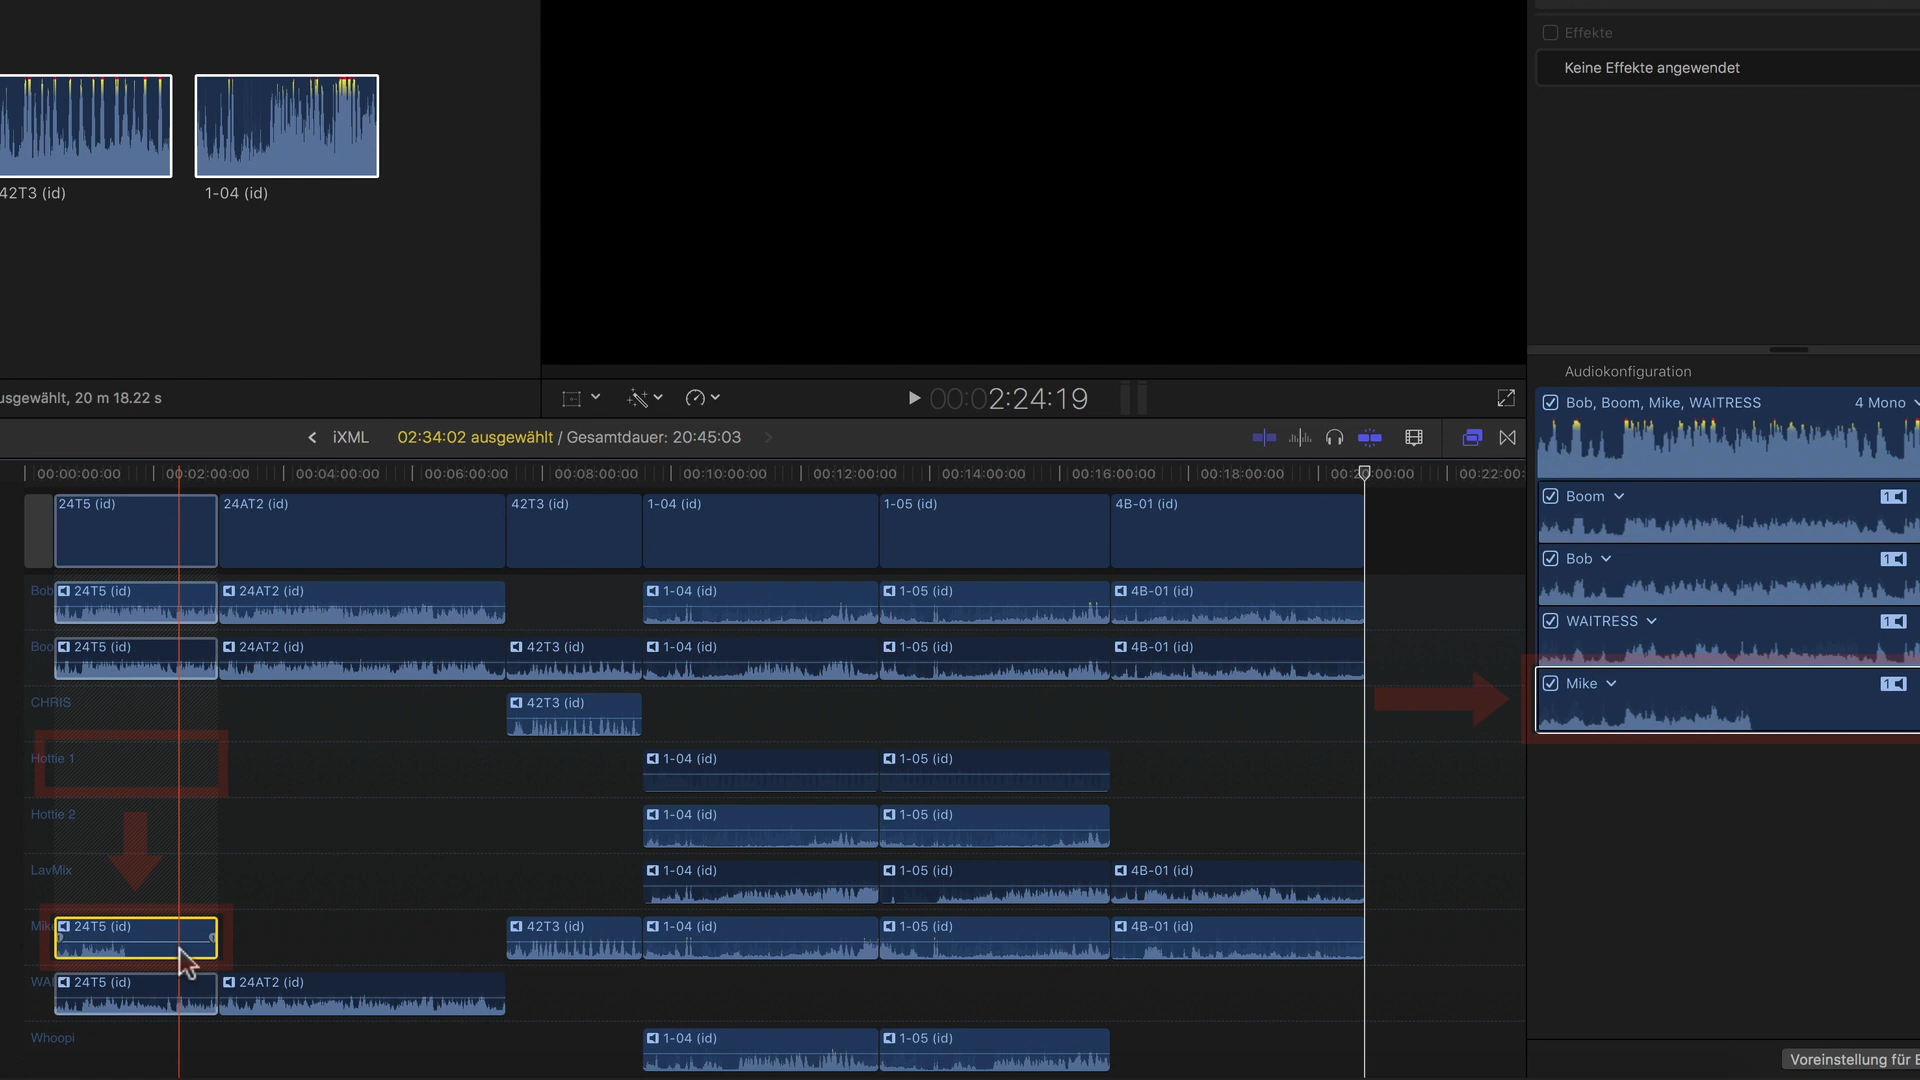 Effekte
Keine Effekte angewendet
42T3 (id)
1-04 (id)
usgewählt, 20 m 18.22 s
00:02:24:19
Audiokonfiguration
Bob, Boom, Mike, WAITRESS 4 Mono
iXML 02:34:02 ausgewählt / Gesamtdauer: 20:45:03
00:00:00:00 00:02:00:00 00:04:00:00 00:06:00:00 00:08:00:00 00:10:00:00 00:12:00:00 00:14:00:00 00:16:00:00 00:18:00:00 00:20:00:00 00:22:00:
24T5 (id) 24AT2 (id) 42T3 (id) 1-04 (id) 1-05 (id) 4B-01 (id)
Boom 1
Bob 1
WAITRESS 1
Mike 1
Bob 24T5 (id) 24AT2 (id) 1-04 (id) 1-05 (id) 4B-01 (id)
Boo 24T5 (id) 24AT2 (id) 42T3 (id) 1-04 (id) 1-05 (id) 4B-01 (id)
CHRIS 42T3 (id)
Hottie 1 1-04 (id) 1-05 (id)
Hottie 2 1-04 (id) 1-05 (id)
LavMix 1-04 (id) 1-05 (id) 4B-01 (id)
Mike 24T5 (id) 42T3 (id) 1-04 (id) 1-05 (id) 4B-01 (id)
WAI 24T5 (id) 24AT2 (id)
Whoopi 1-04 (id) 1-05 (id)
Voreinstellung für E